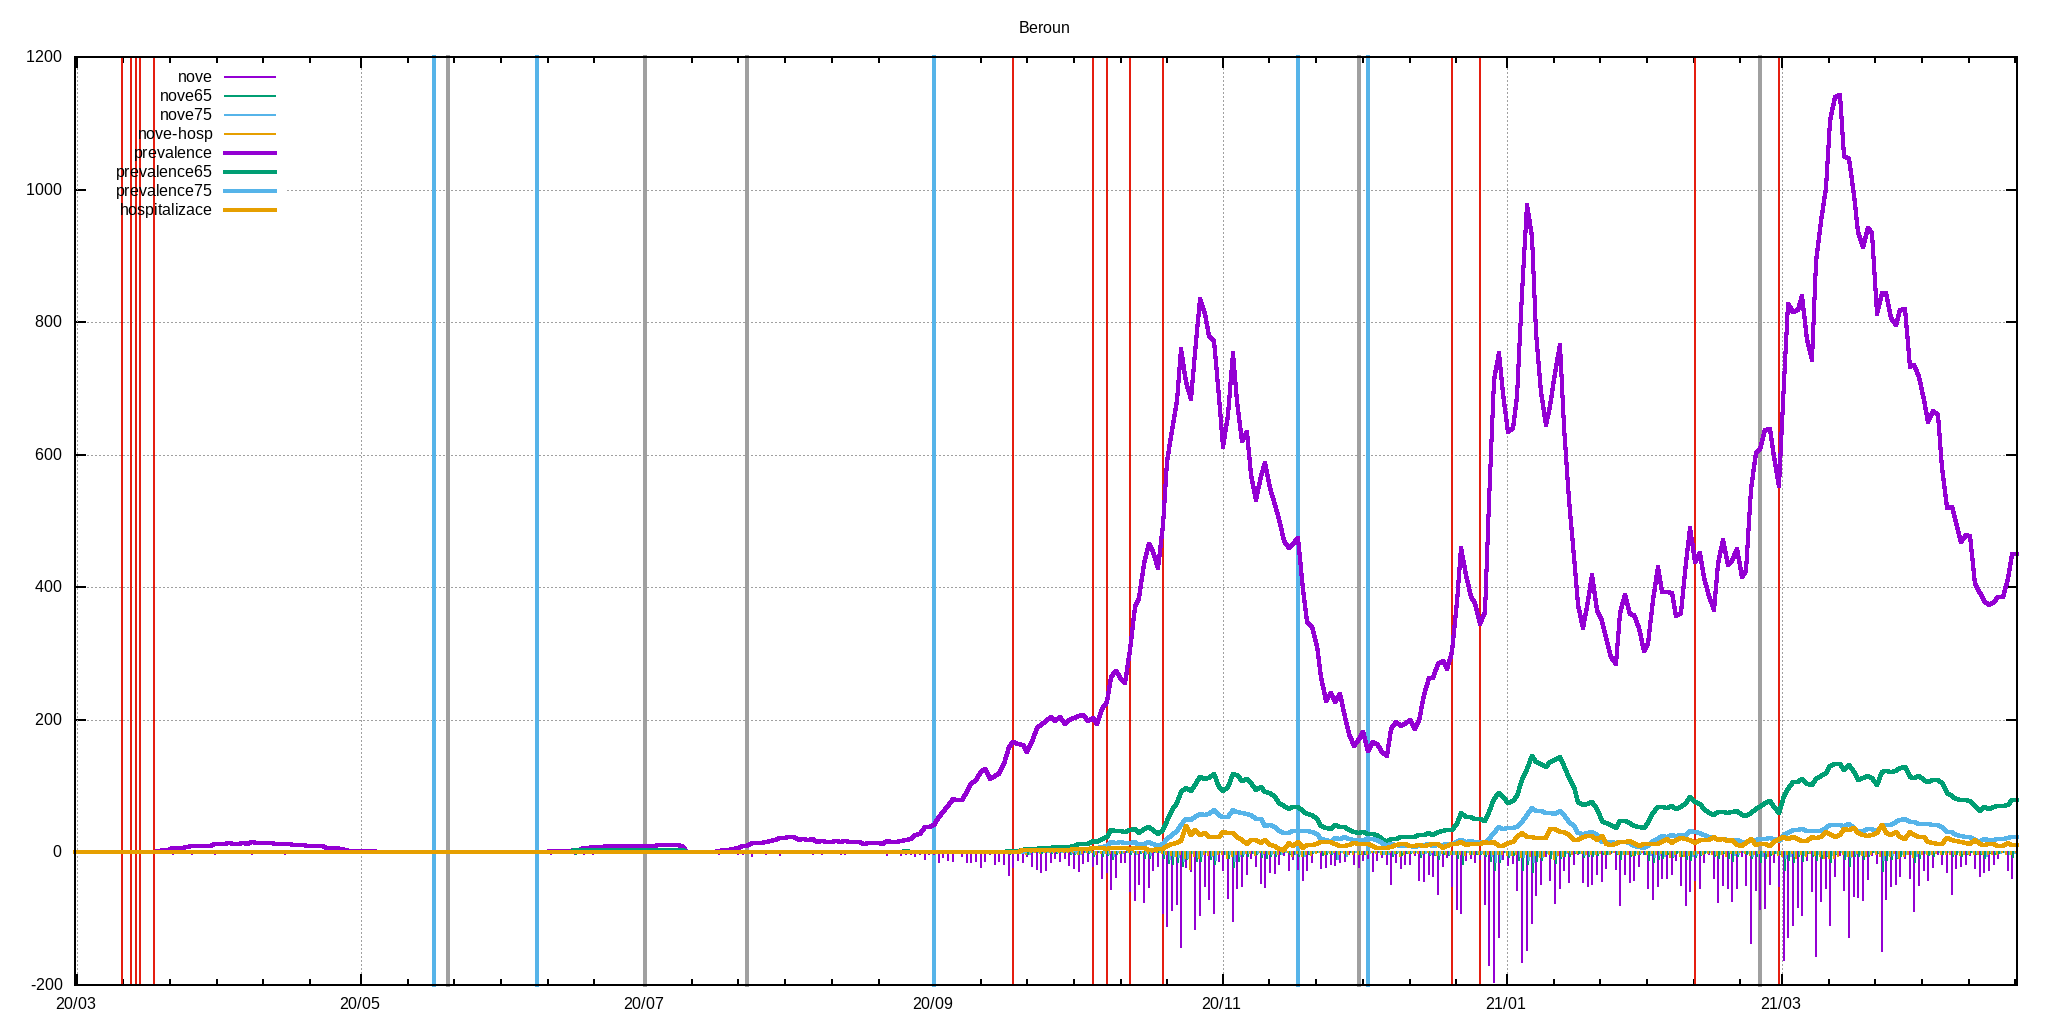 Beroun
1200
1000
800
600
400
200
0
-200
nove
nove65
nove75
nove-hosp
prevalence
prevalence65
prevalence75
hospitalizace
20/03 20/05 20/07 20/09 20/11 21/01 21/03